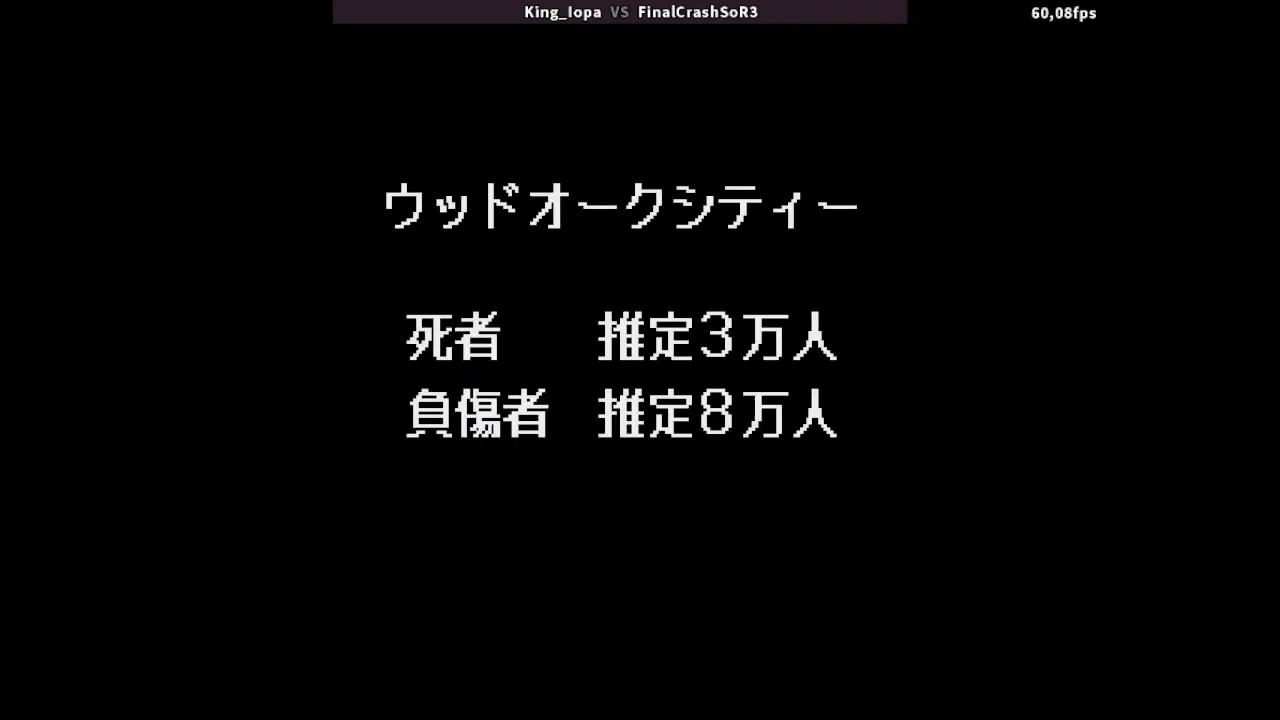 King_Iopa VS FinalCrashSoR3
60,08fps
ウッドオークシティー
死者 推定3万人
負傷者 推定8万人